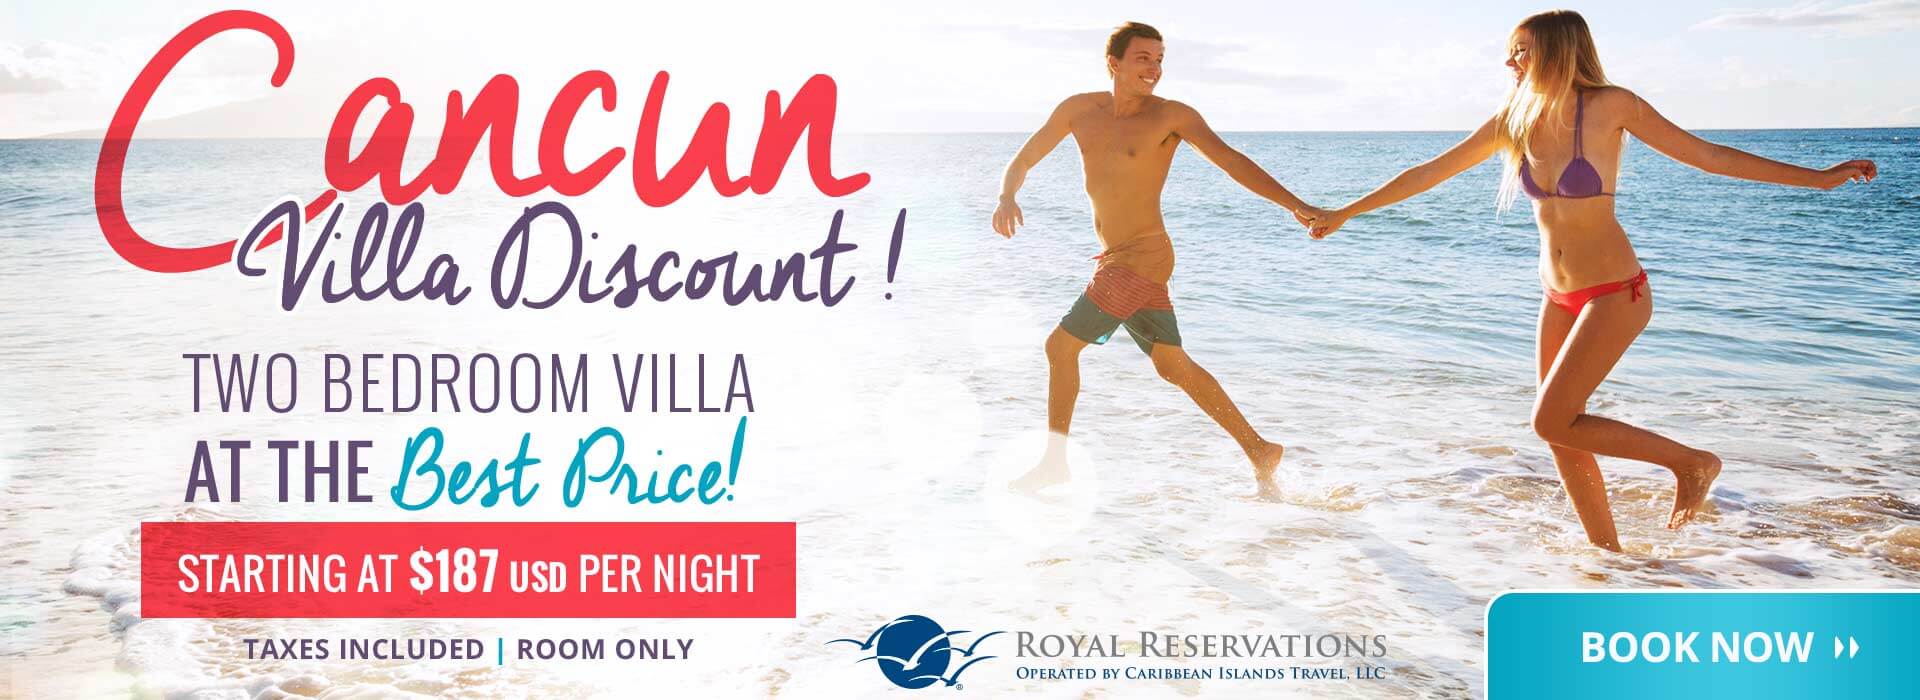 Cancun
Villa Discount!
TWO BEDROOM VILLA
AT THE Best Price!
STARTING AT $187 USD PER NIGHT
TAXES INCLUDED | ROOM ONLY
ROYAL RESERVATIONS
OPERATED BY CARIBBEAN ISLANDS TRAVEL, LLC
®
BOOK NOW